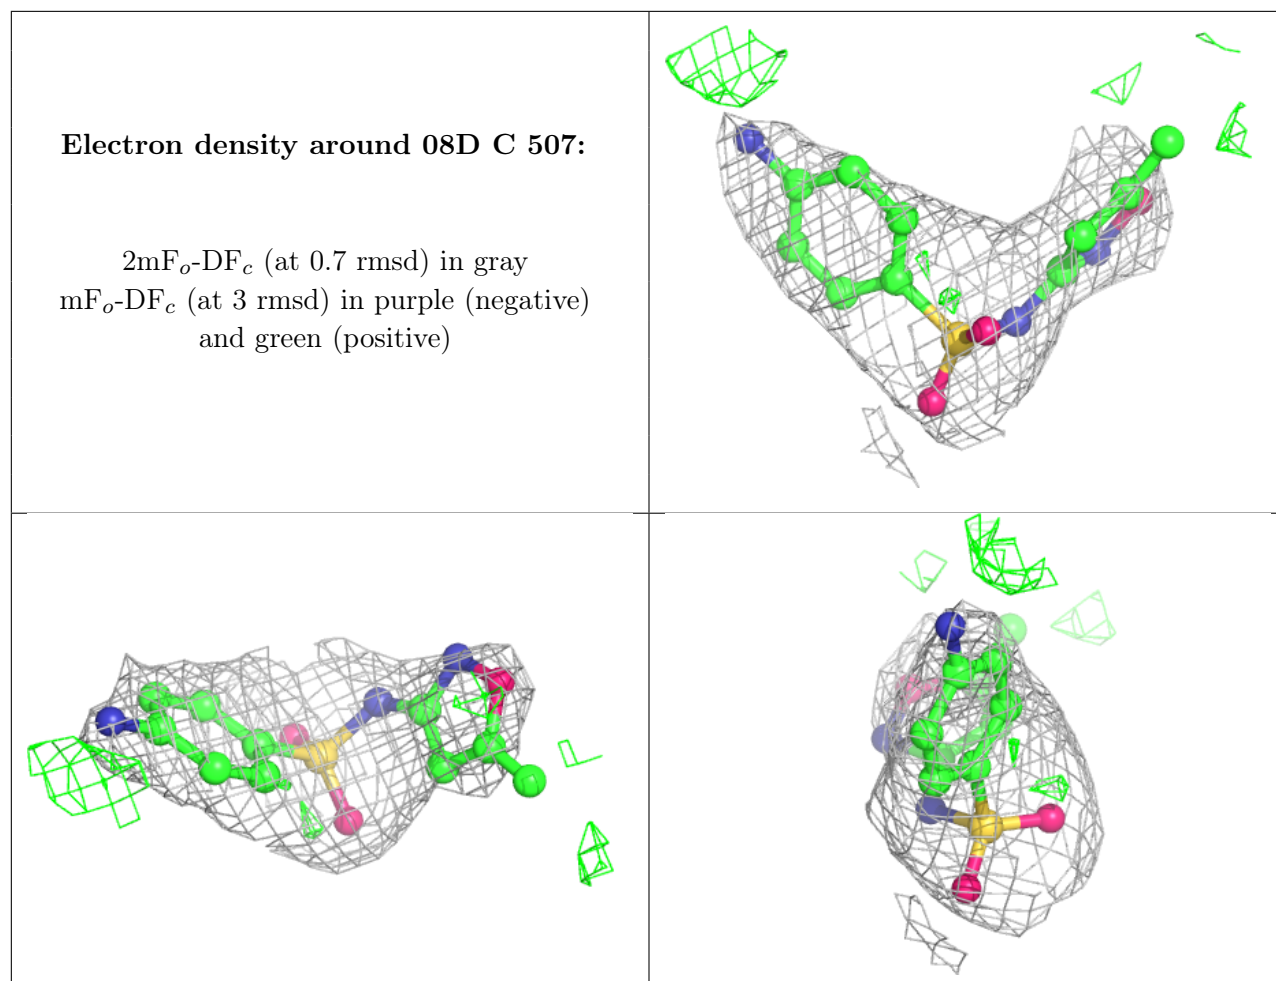 Electron density around 08D C 507:
2mFo-DFc (at 0.7 rmsd) in gray
mFo-DFc (at 3 rmsd) in purple (negative)
and green (positive)